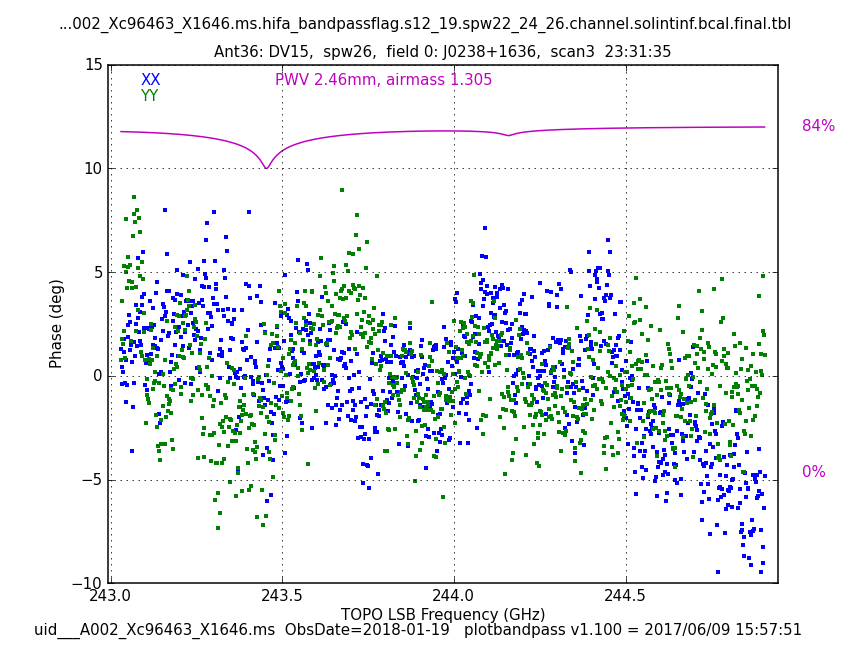 ...002_Xc96463_X1646.ms.hifa_bandpassflag.s12_19.spw22_24_26.channel.solintinf.bcal.final.tbl
Ant36: DV15, spw26, field 0: J0238+1636, scan3 23:31:35
15
XX
PWV 2.46mm, airmass 1.305
YY
84%
10
5
Phase (deg)
0
0%
−5
−10
243.0 243.5 244.0 244.5
TOPO LSB Frequency (GHz)
uid___A002_Xc96463_X1646.ms ObsDate=2018-01-19 plotbandpass v1.100 = 2017/06/09 15:57:51